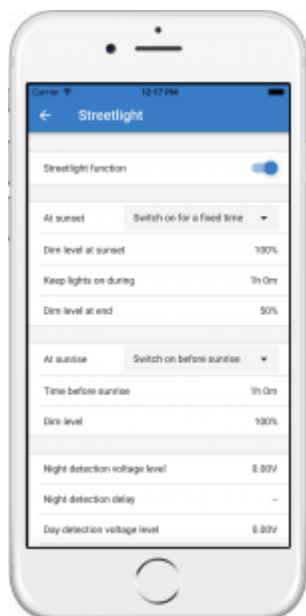 Carrier 12:17 PM
← Streetlight
Streetlight function
At sunset Switch on for a fixed time
Dim level at sunset 100%
Keep lights on during 1h 0m
Dim level at end 50%
At sunrise Switch on before sunrise
Time before sunrise 1h 0m
Dim level 100%
Night detection voltage level 0.00V
Night detection delay –
Day detection voltage level 0.00V